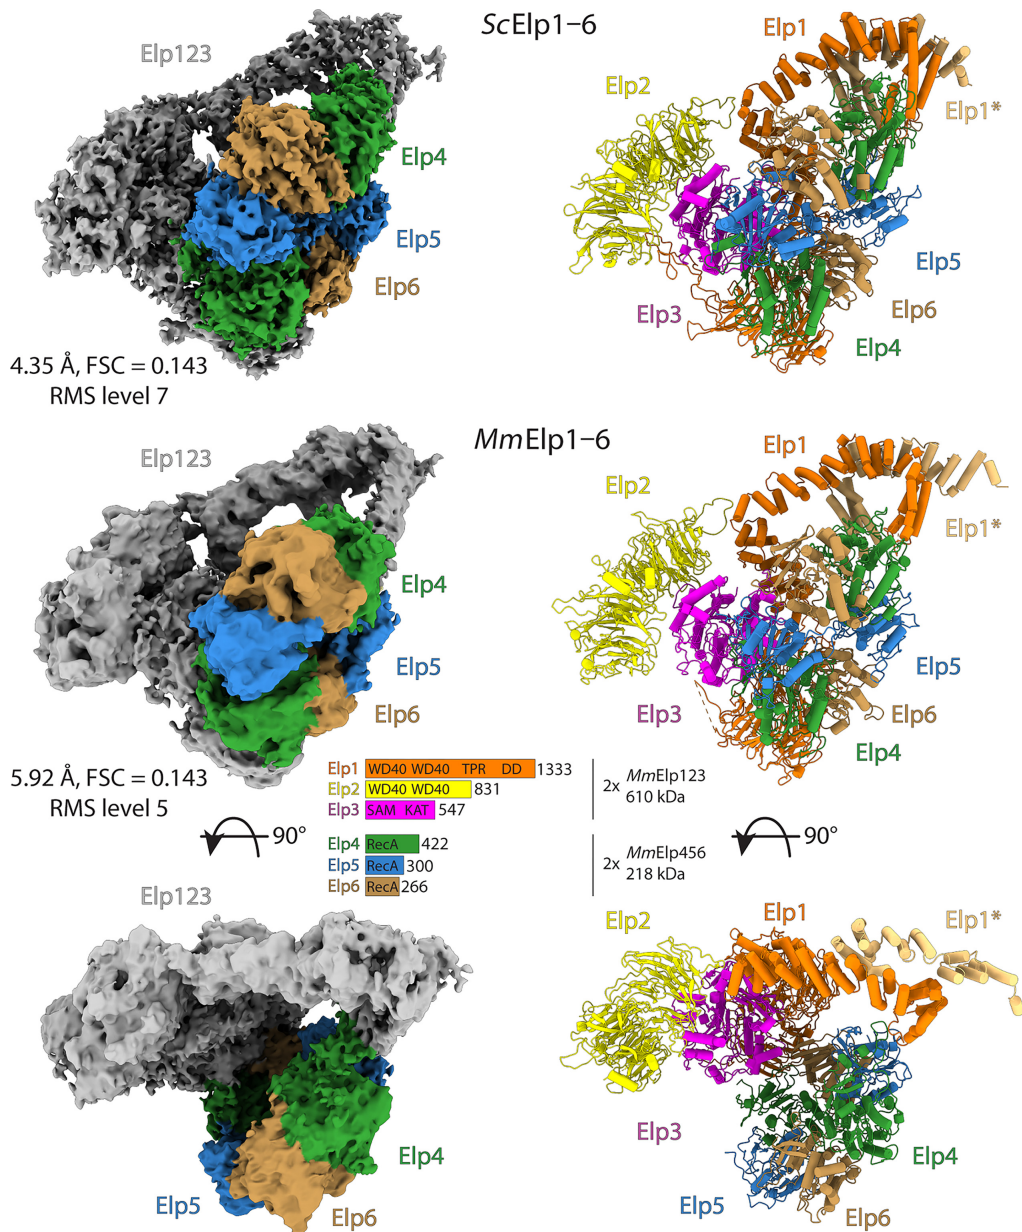 ScElp1–6
Elp123
Elp4
Elp5
Elp6
4.35 Å, FSC = 0.143
RMS level 7
Elp1
Elp2
Elp1*
Elp5
Elp3
Elp6
Elp4
MmElp1–6
Elp123
Elp4
Elp5
Elp6
5.92 Å, FSC = 0.143
RMS level 5
90°
Elp1
Elp2
Elp1*
Elp5
Elp3
Elp6
Elp4
Elp1 WD40 WD40 TPR DD 1333
Elp2 WD40 WD40 831
Elp3 SAM KAT 547
2x MmElp123
610 kDa
Elp4 RecA 422
Elp5 RecA 300
Elp6 RecA 266
2x MmElp456
218 kDa
90°
Elp123
Elp4
Elp5
Elp6
Elp1
Elp2
Elp1*
Elp3
Elp4
Elp5
Elp6